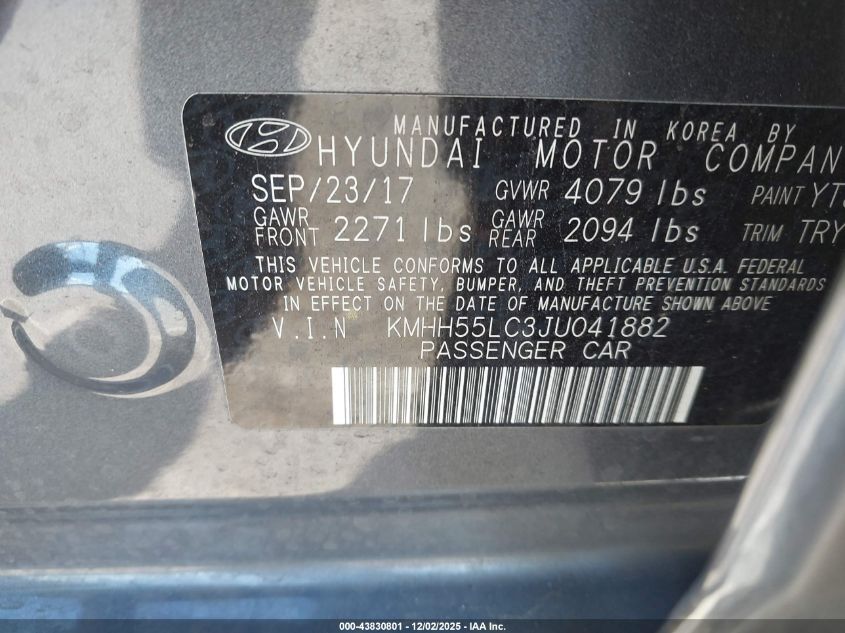 MANUFACTURED IN KOREA BY
HYUNDAI MOTOR COMPAN
SEP/23/17 GVWR 4079 lbs PAINT YT
GAWR FRONT 2271 lbs GAWR REAR 2094 lbs TRIM TRY
THIS VEHICLE CONFORMS TO ALL APPLICABLE U.S.A. FEDERAL
MOTOR VEHICLE SAFETY, BUMPER, AND THEFT PREVENTION STANDARDS
IN EFFECT ON THE DATE OF MANUFACTURE SHOWN ABOVE
V.I.N KMHH55LC3JU041882
PASSENGER CAR
000-43830801 - 12/02/2025 - IAA Inc.